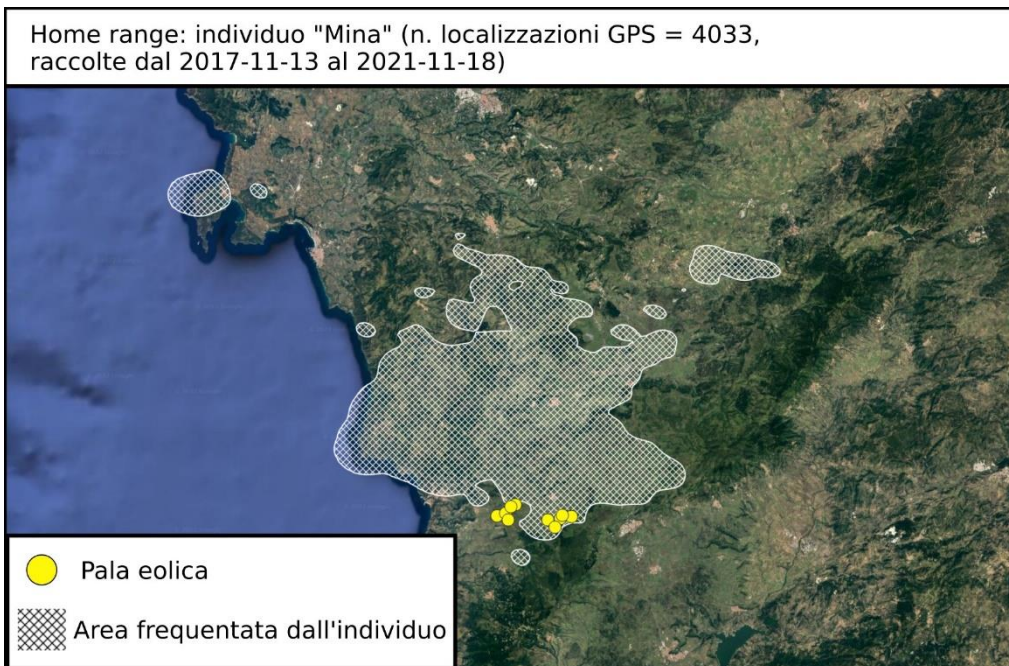 Home range: individuo "Mina" (n. localizzazioni GPS = 4033,
raccolte dal 2017-11-13 al 2021-11-18)
Pala eolica
Area frequentata dall'individuo